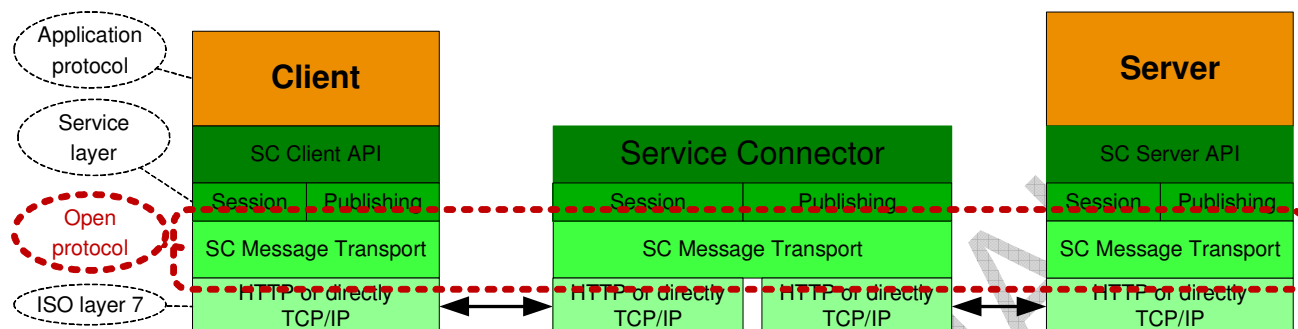 Application
protocol
Client
Server
Service
layer
SC Client API
Service Connector
SC Server API
Session
Publishing
Session
Publishing
Session
Publishing
Open
protocol
SC Message Transport
SC Message Transport
SC Message Transport
ISO layer 7
HTTP or directly
TCP/IP
HTTP or directly
TCP/IP
HTTP or directly
TCP/IP
HTTP or directly
TCP/IP